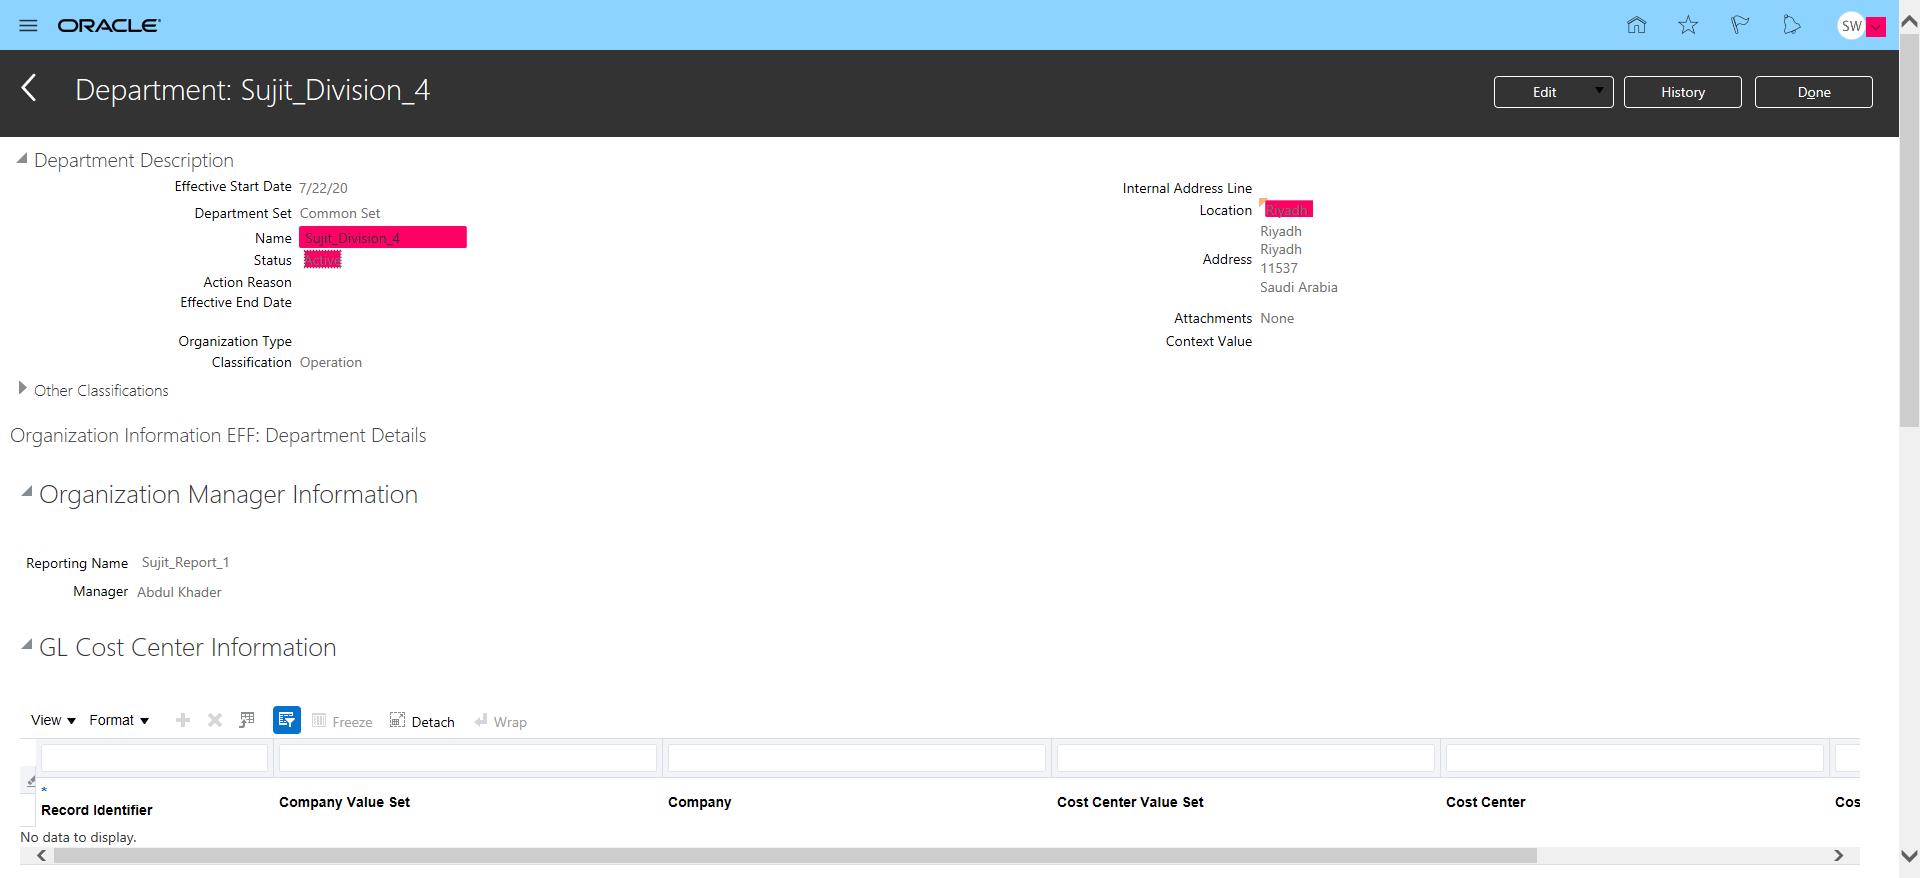 ORACLE
SW
Department: Sujit_Division_4
Edit
History
Done
Department Description
Effective Start Date 7/22/20
Department Set Common Set
Name Sujit_Division_4
Status Active
Action Reason
Effective End Date
Organization Type
Classification Operation
Internal Address Line
Location Riyadh
Riyadh
Riyadh
Address
11537
Saudi Arabia
Attachments None
Context Value
Other Classifications
Organization Information EFF: Department Details
Organization Manager Information
Reporting Name Sujit_Report_1
Manager Abdul Khader
GL Cost Center Information
View Format Freeze Detach Wrap
*
Record Identifier Company Value Set Company Cost Center Value Set Cost Center Cos
No data to display.